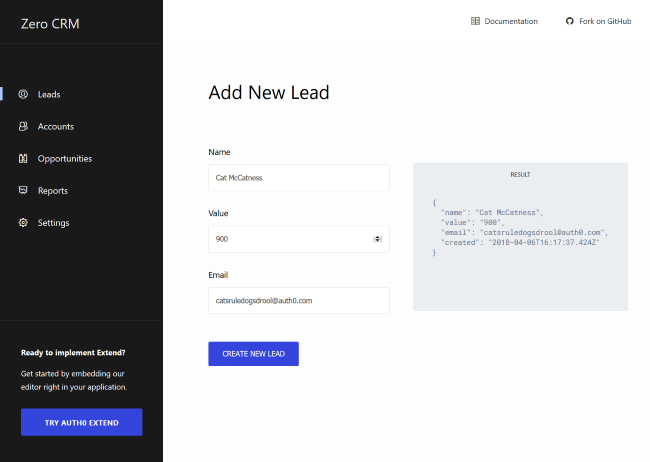 Zero CRM
Documentation
Fork on GitHub
Leads
Accounts
Opportunities
Reports
Settings
Ready to implement Extend?
Get started by embedding our
editor right in your application.
TRY AUTH0 EXTEND
Add New Lead
Name
Cat McCatness
Value
900
Email
catsruledogsdrool@auth0.com
CREATE NEW LEAD
RESULT
{
"name": "Cat McCatness",
"value": "900",
"email": "catsruledogsdrool@auth0.com",
"created": "2018-04-06T16:17:37.424Z"
}